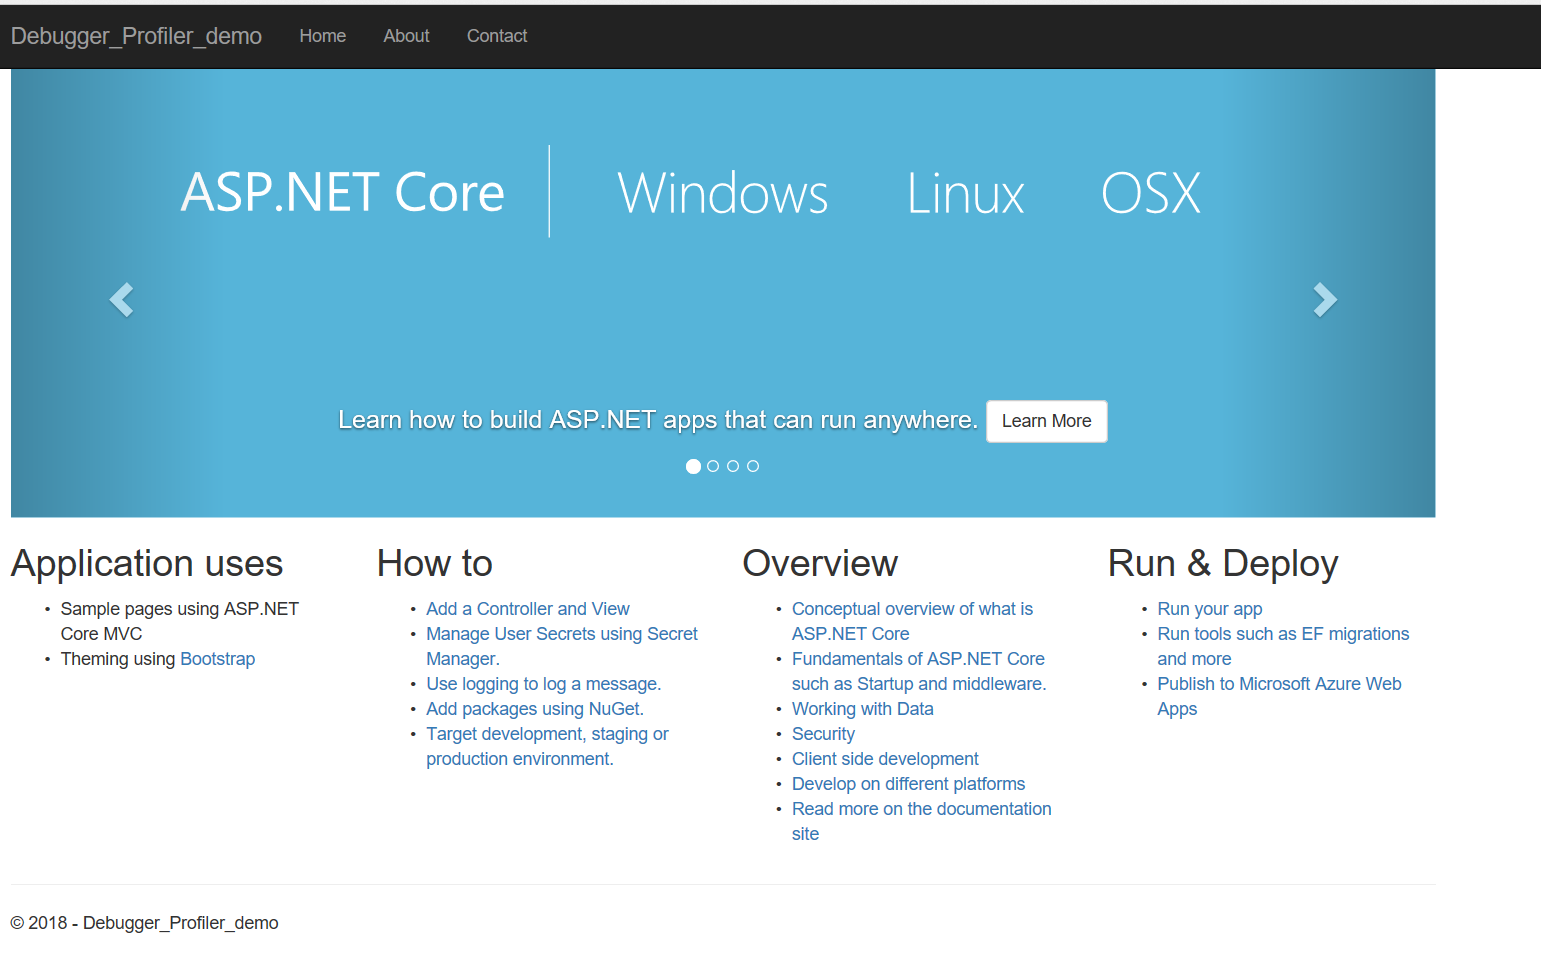 Debugger_Profiler_demo Home About Contact
ASP.NET Core Windows Linux OSX
Learn how to build ASP.NET apps that can run anywhere. Learn More
Application uses
• Sample pages using ASP.NET
Core MVC
• Theming using Bootstrap
How to
• Add a Controller and View
• Manage User Secrets using Secret
Manager.
• Use logging to log a message.
• Add packages using NuGet.
• Target development, staging or
production environment.
Overview
• Conceptual overview of what is
ASP.NET Core
• Fundamentals of ASP.NET Core
such as Startup and middleware.
• Working with Data
• Security
• Client side development
• Develop on different platforms
• Read more on the documentation
site
Run & Deploy
• Run your app
• Run tools such as EF migrations
and more
• Publish to Microsoft Azure Web
Apps
© 2018 - Debugger_Profiler_demo